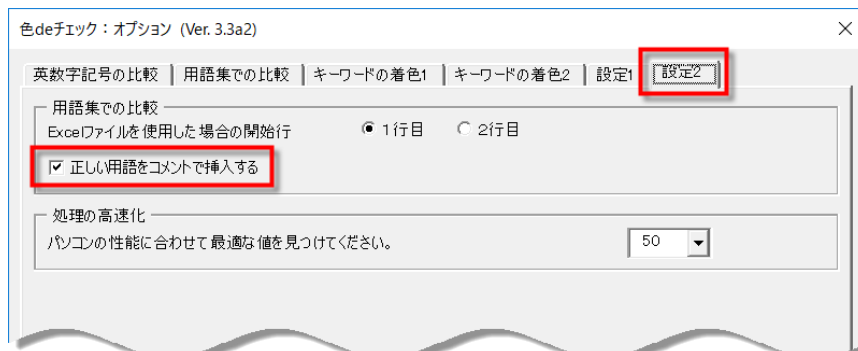 色deチェック：オプション (Ver. 3.3a2)
英数字記号の比較 用語集での比較 キーワードの着色1 キーワードの着色2 設定1 設定2
用語集での比較
Excelファイルを使用した場合の開始行 1行目 2行目
正しい用語をコメントで挿入する
処理の高速化
パソコンの性能に合わせて最適な値を見つけてください。 50